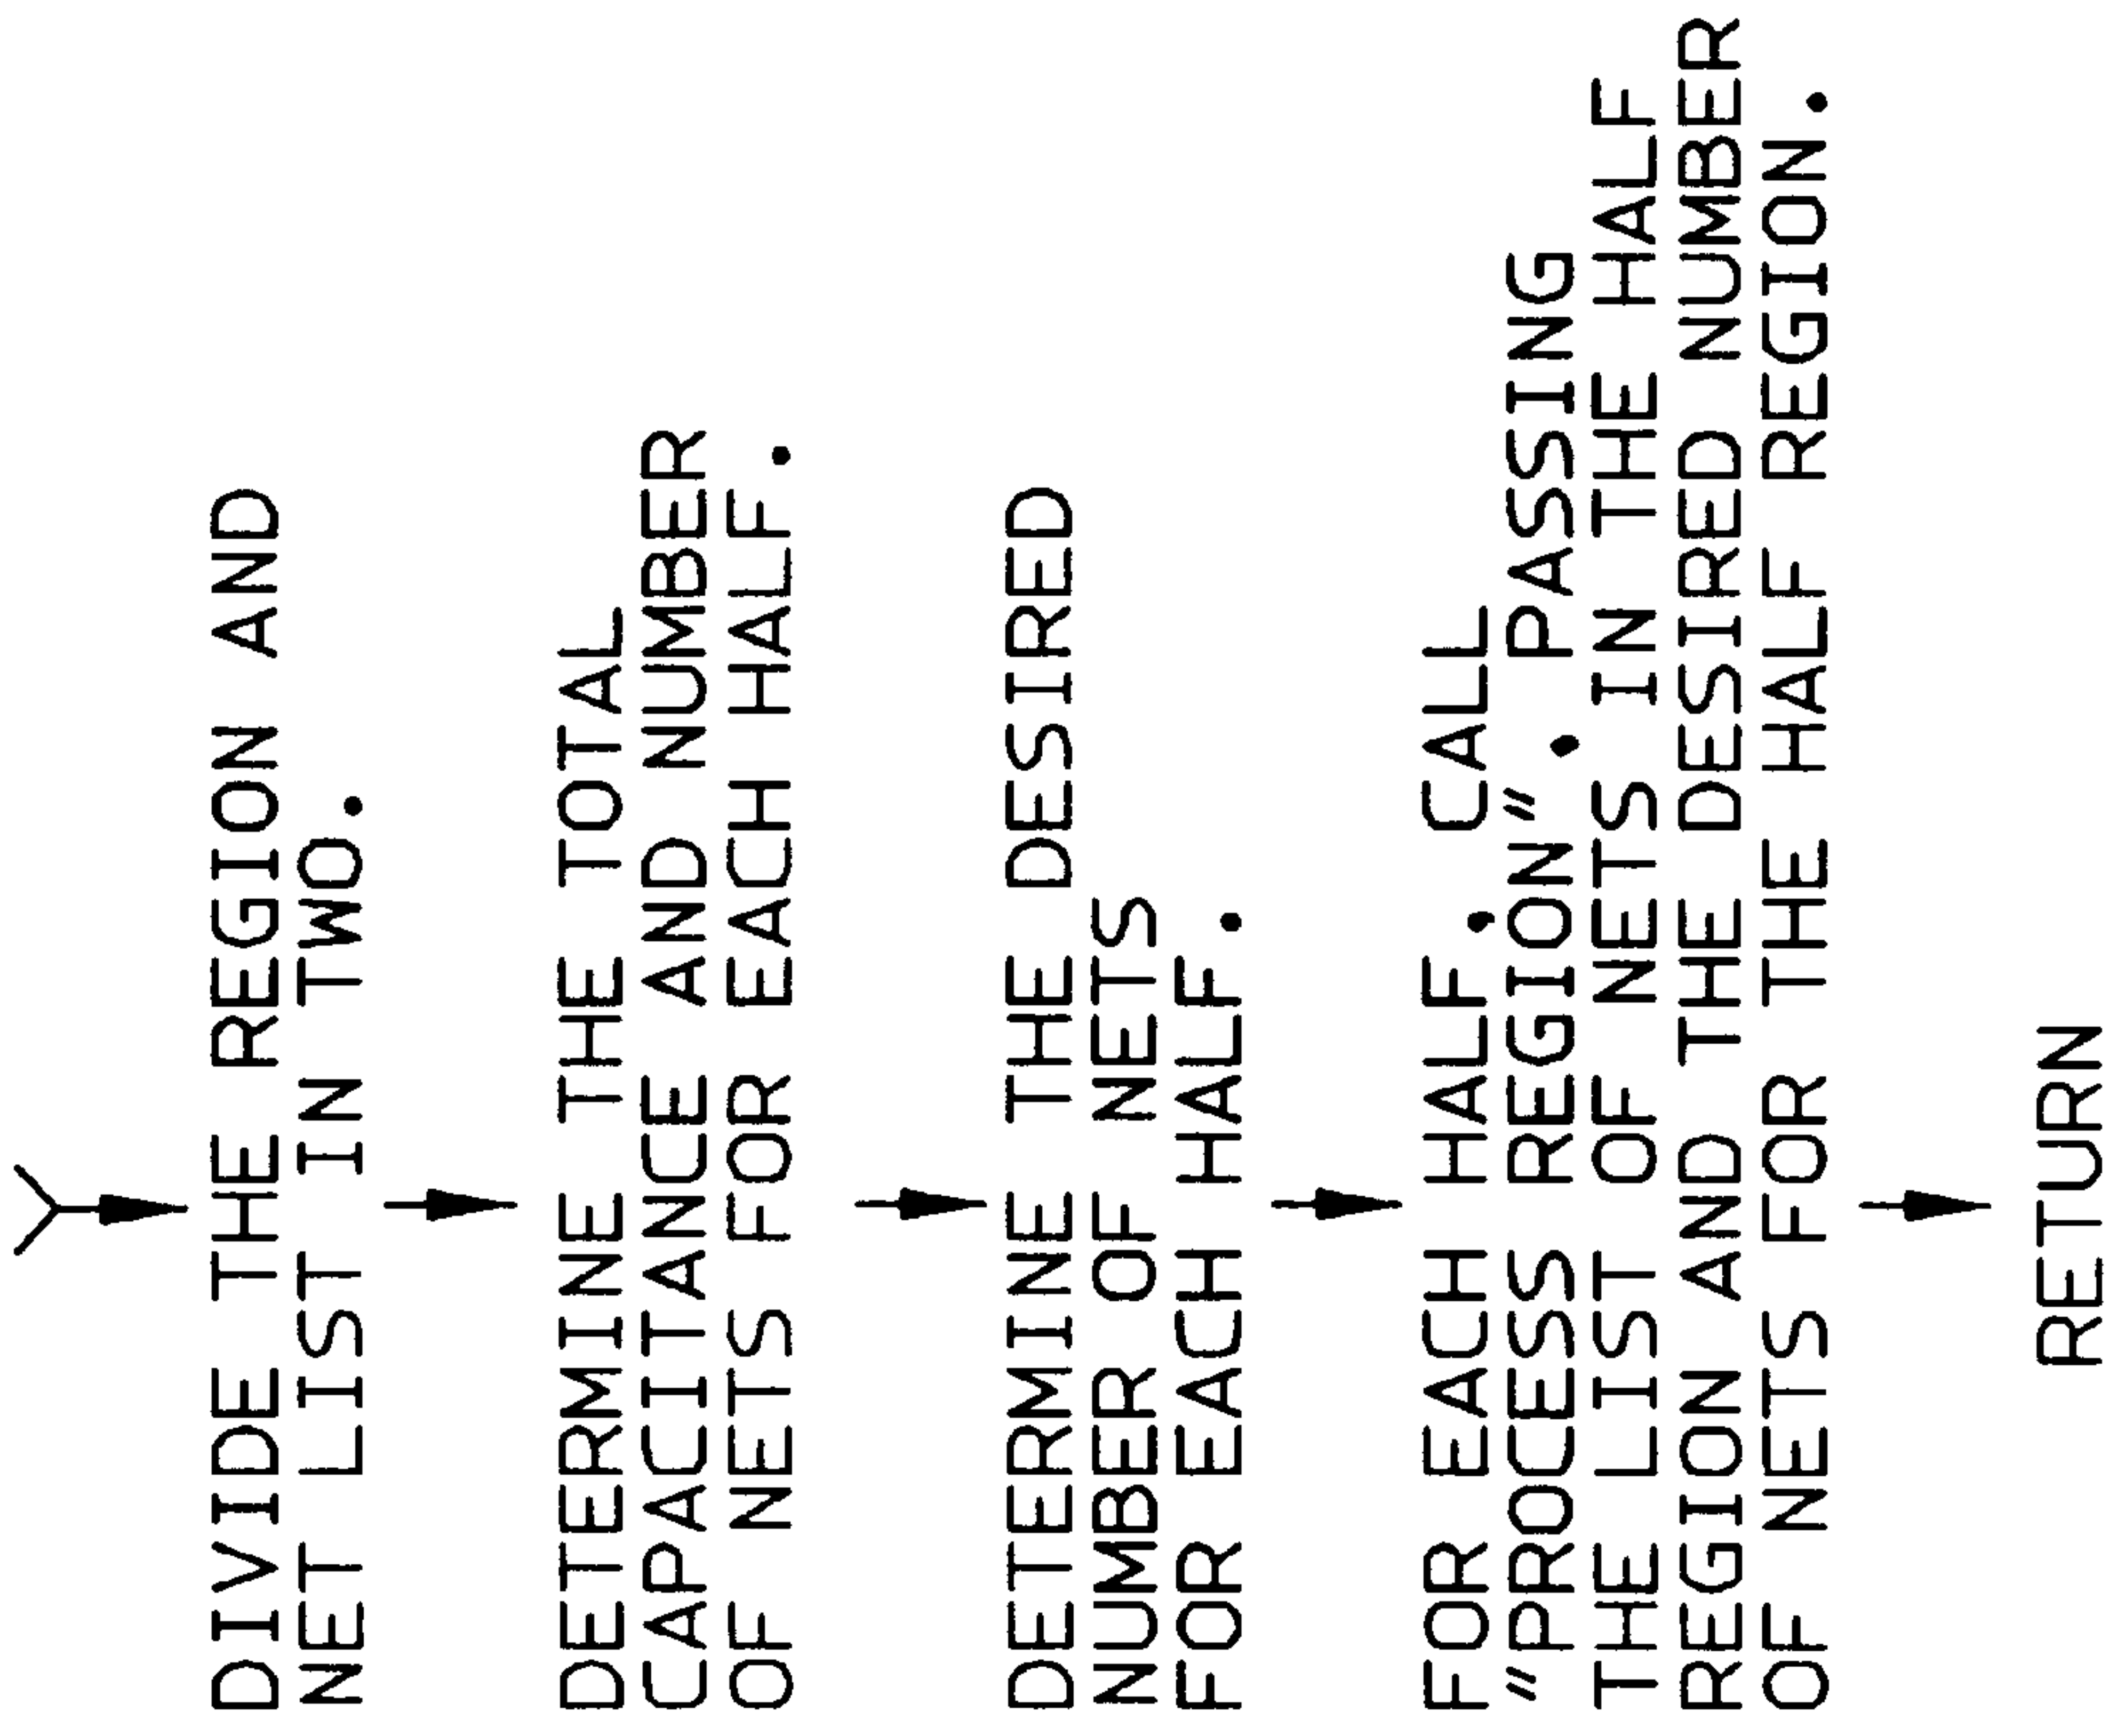 DIVIDE THE REGION AND
NET LIST IN TWO.
DETERMINE THE TOTAL
CAPACITANCE AND NUMBER
OF NETS FOR EACH HALF.
DETERMINE THE DESIRED
NUMBER OF NETS
FOR EACH HALF.
FOR EACH HALF, CALL
"PROCESS REGION", PASSING
THE LIST OF NETS IN THE HALF
REGION AND THE DESIRED NUMBER
OF NETS FOR THE HALF REGION.
RETURN